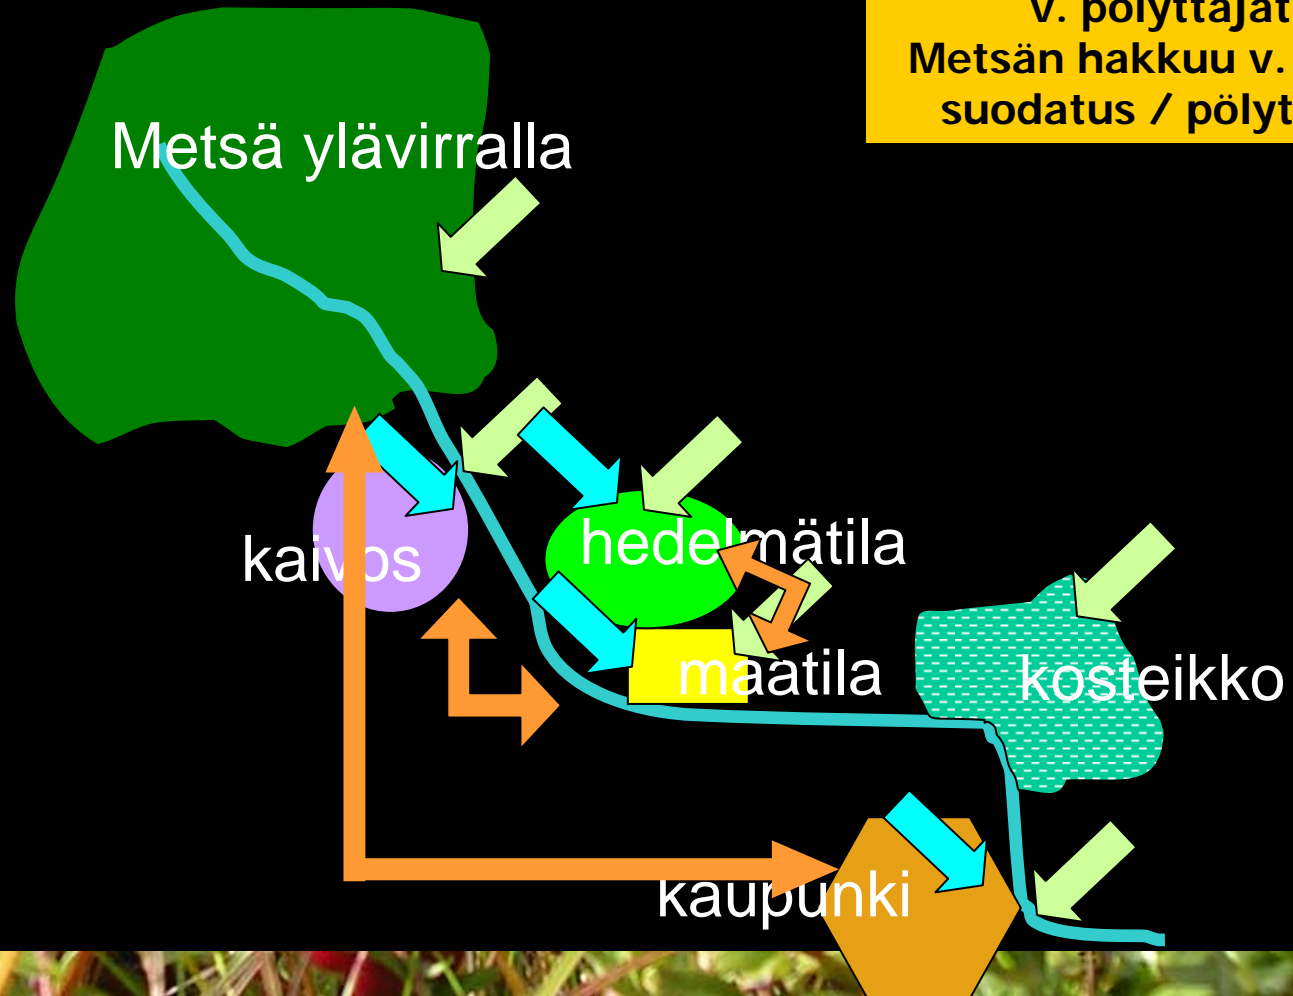 v. pölyttäjät
Metsän hakkuu v.
suodatus / pölyt
Metsä ylävirralla
hedelmätila
kaivos
maatila
kosteikko
kaupunki